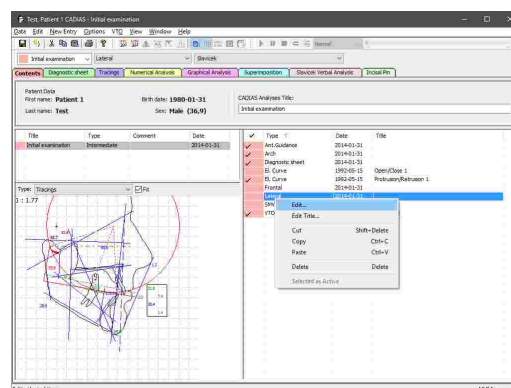 Test, Patient 1 CADIAS - Initial examination
Data Edit New Entry Options VTO View Window Help
Normal
Initial examination Lateral Slavicek
Contents Diagnostic sheet Tracings Numerical Analysis Graphical Analysis Superimposition Slavicek Verbal Analysis Incisal Pin
Patient Data
First name: Patient 1 Birth date: 1980-01-31
Last name: Test Sex: Male (36,9)
CADIAS Analyses Title:
Initial examination
Title Type Comment Date
Initial examination Intermediate 2014-01-31
Type: Tracings Fit
1 : 1.77
Type Date Title
Ant.Guidance 2014-01-31
Arch 2014-01-31
Diagnostic sheet 2014-01-31
El. Curve 1992-05-15 Open/Close 1
El. Curve 1992-05-15 Protrusion/Retrusion 1
Frontal 2014-01-31
Lateral 2014-01-31
SMV
VTO
Edit...
Edit Title...
Cut Shift+Delete
Copy Ctrl+C
Paste Ctrl+V
Delete Delete
Selected as Active